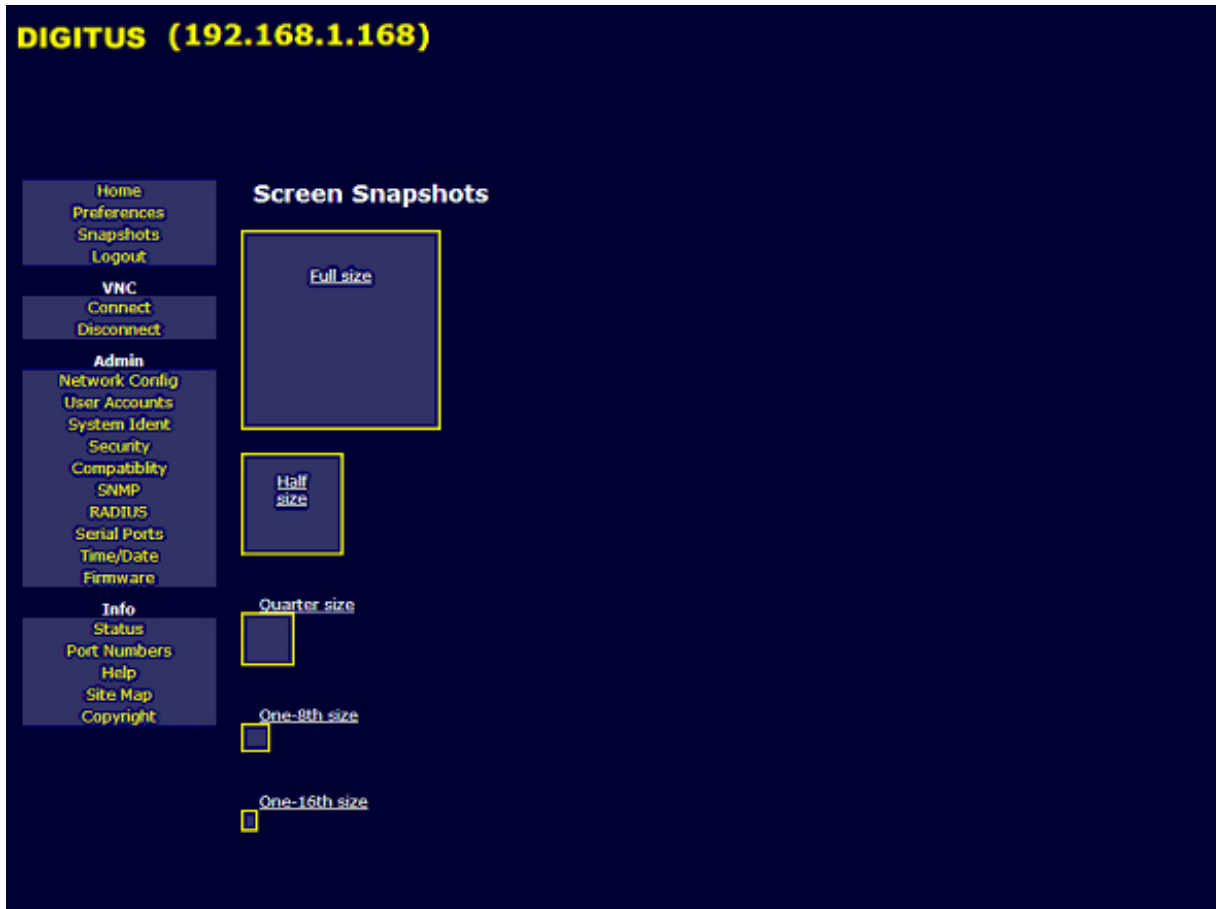 DIGITUS (192.168.1.168)
Home
Preferences
Snapshots
Logout
VNC
Connect
Disconnect
Admin
Network Config
User Accounts
System Ident
Security
Compatiblity
SNMP
RADIUS
Serial Ports
Time/Date
Firmware
Info
Status
Port Numbers
Help
Site Map
Copyright
Screen Snapshots
Full size
Half
size
Quarter size
One-8th size
One-16th size